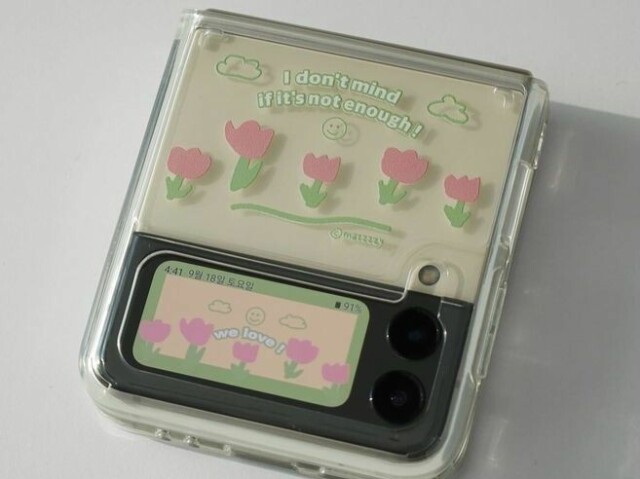 I don't mind
if it's not enough!
©mazzzzy
4:41 9월 18일 토요일
91%
we love!